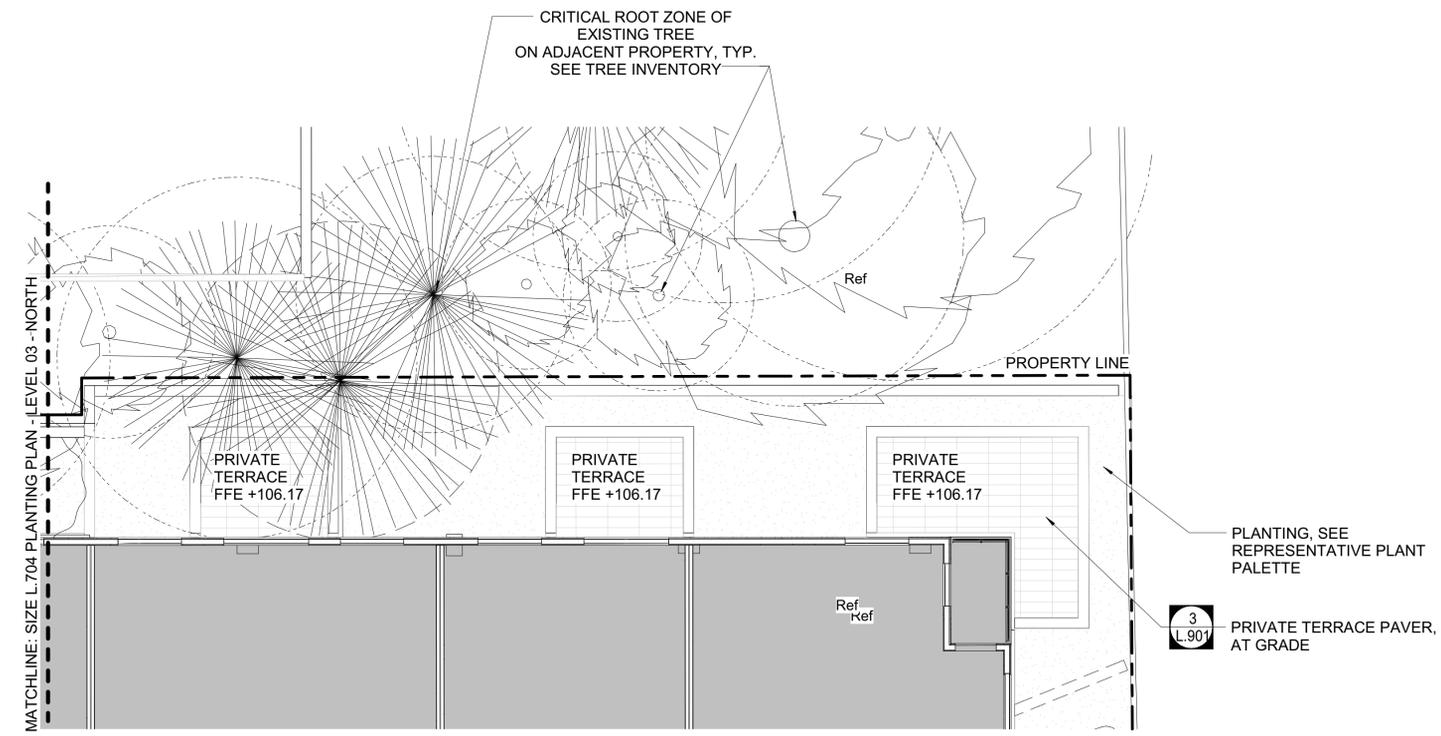 CRITICAL ROOT ZONE OF
EXISTING TREE
ON ADJACENT PROPERTY, TYP.
SEE TREE INVENTORY
Ref
PROPERTY LINE
MATCHLINE: SIZE L.704 PLANTING PLAN - LEVEL 03 - NORTH
PRIVATE
TERRACE
FFE +106.17
PRIVATE
TERRACE
FFE +106.17
PRIVATE
TERRACE
FFE +106.17
PLANTING, SEE
REPRESENTATIVE PLANT
PALETTE
Ref
Ref
3
L.901
PRIVATE TERRACE PAVER,
AT GRADE